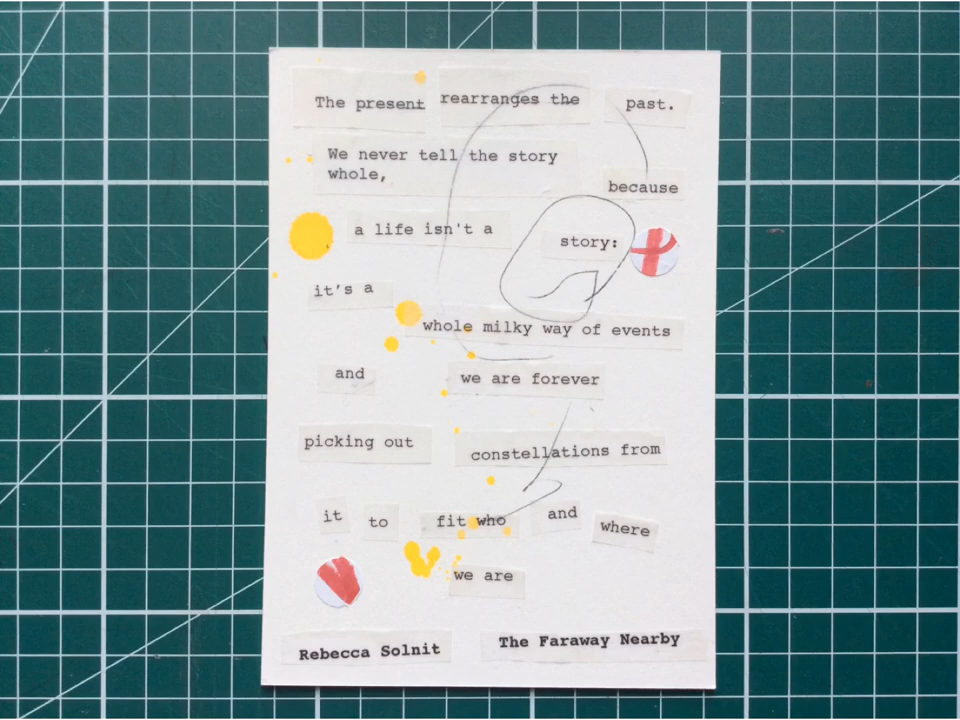 The present rearranges the past.
We never tell the story
whole,
because
a life isn't a story:
it's a
whole milky way of events
and we are forever
picking out constellations from
it to fit who and where
we are
Rebecca Solnit The Faraway Nearby